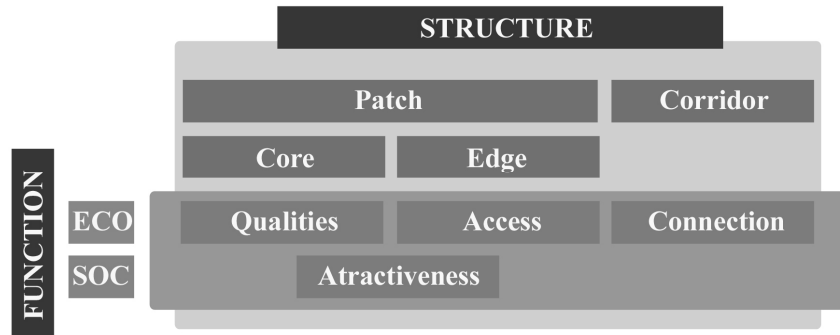 STRUCTURE
Patch Corridor
Core Edge
FUNCTION
ECO Qualities Access Connection
SOC Atractiveness